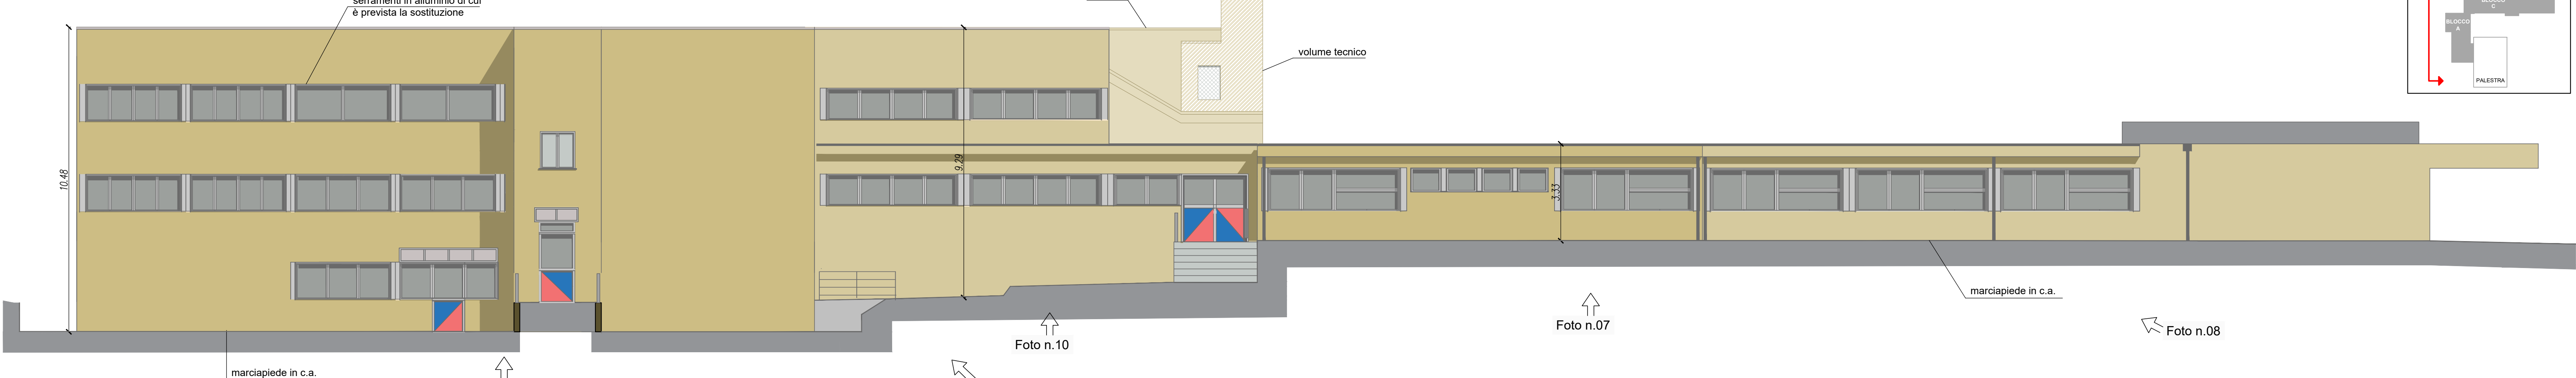 serramenti in alluminio di cui
è prevista la sostituzione
volume tecnico
BLOCCO
C
BLOCCO
A
PALESTRA
10.48
9.29
3.33
marciapiede in c.a.
Foto n.07
Foto n.08
Foto n.10
marciapiede in c.a.